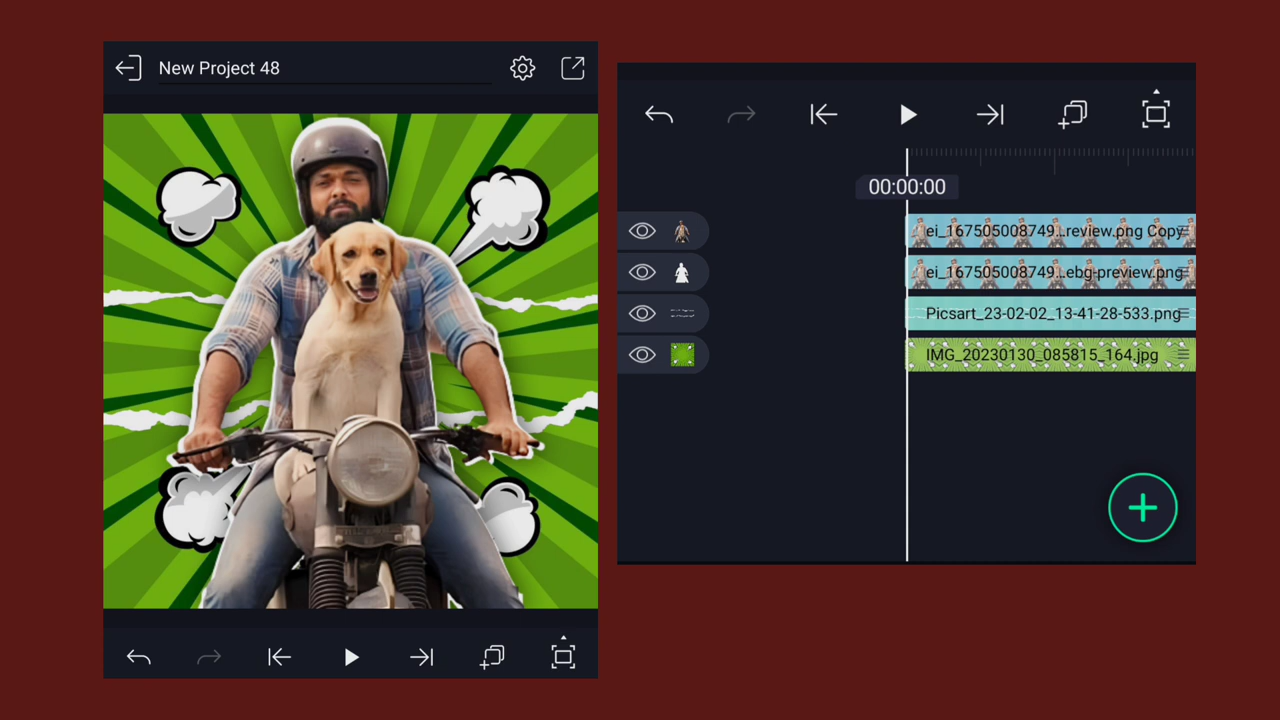 New Project 48
00:00:00
ei_167505008749...review.png Copy
ei_167505008749...ebg-preview.png
Picsart_23-02-02_13-41-28-533.png
IMG_20230130_085815_164.jpg